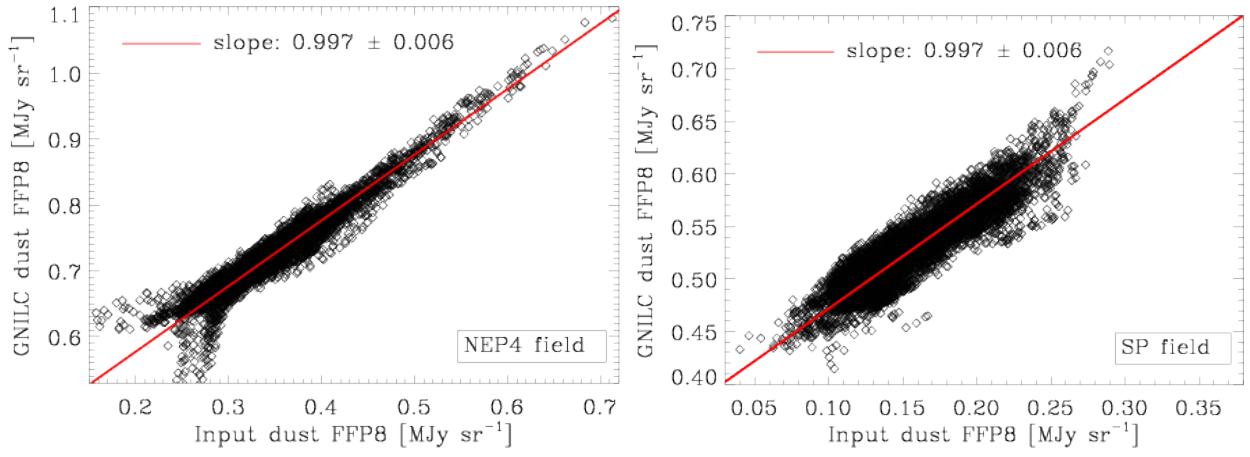 1.1
1.0
0.9
0.8
0.7
0.6
GNILC dust FFP8 [MJy sr⁻¹]
slope: 0.997 ± 0.006
NEP4 field
0.2 0.3 0.4 0.5 0.6 0.7
Input dust FFP8 [MJy sr⁻¹]
0.75
0.70
0.65
0.60
0.55
0.50
0.45
0.40
GNILC dust FFP8 [MJy sr⁻¹]
slope: 0.997 ± 0.006
SP field
0.05 0.10 0.15 0.20 0.25 0.30 0.35
Input dust FFP8 [MJy sr⁻¹]